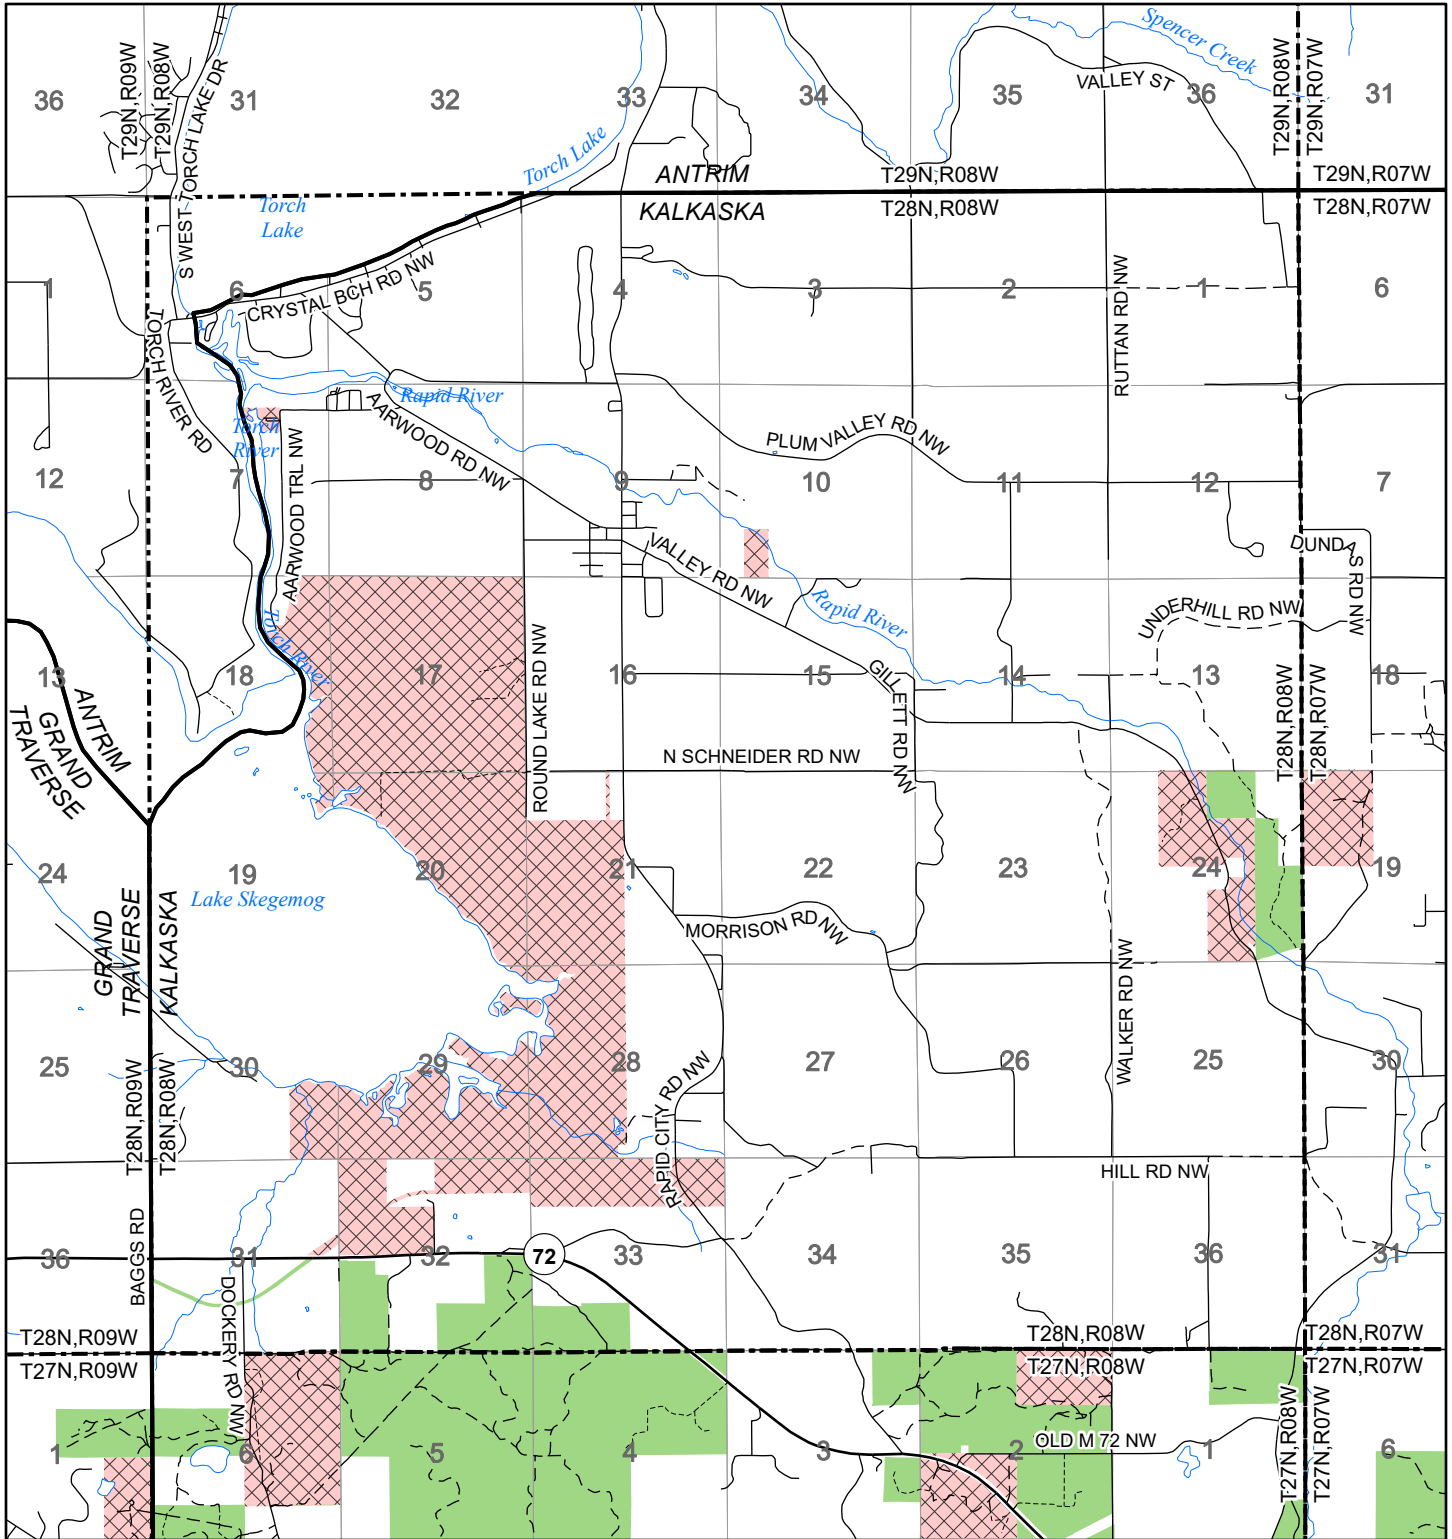 Spencer Creek
VALLEY ST
T29N,R09W
T29N,R08W
S WEST TORCH LAKE DR
T29N,R08W
T29N,R07W
36
31
32
33
34
35
36
31
Torch Lake
ANTRIM
KALKASKA
T29N,R08W
T28N,R08W
T29N,R07W
T28N,R07W
Torch
Lake
1
6
5
4
3
2
1
6
CRYSTAL BCH RD NW
RUTTAN RD NW
TORCH RIVER RD
Rapid River
AARWOOD RD NW
Torch
River
PLUM VALLEY RD NW
12
7
8
9
10
11
12
7
AARWOOD TRL NW
VALLEY RD NW
DUNDAS RD NW
Rapid River
UNDERHILL RD NW
Torch River
ROUND LAKE RD NW
13
18
17
16
15
14
13
18
GILLETT RD NW
ANTRIM
GRAND
TRAVERSE
N SCHNEIDER RD NW
T28N,R08W
T28N,R07W
24
19
20
21
22
23
24
19
Lake Skegemog
GRAND
TRAVERSE
KALKASKA
MORRISON RD NW
WALKER RD NW
25
30
29
28
27
26
25
30
T28N,R09W
T28N,R08W
RAPID CITY RD NW
HILL RD NW
BAGGS RD
36
31
32
72
33
34
35
36
31
DOCKERY RD NW
T28N,R09W
T27N,R09W
T28N,R08W
T27N,R08W
T28N,R07W
T27N,R07W
T27N,R08W
T27N,R07W
OLD M 72 NW
1
6
5
4
3
2
1
6